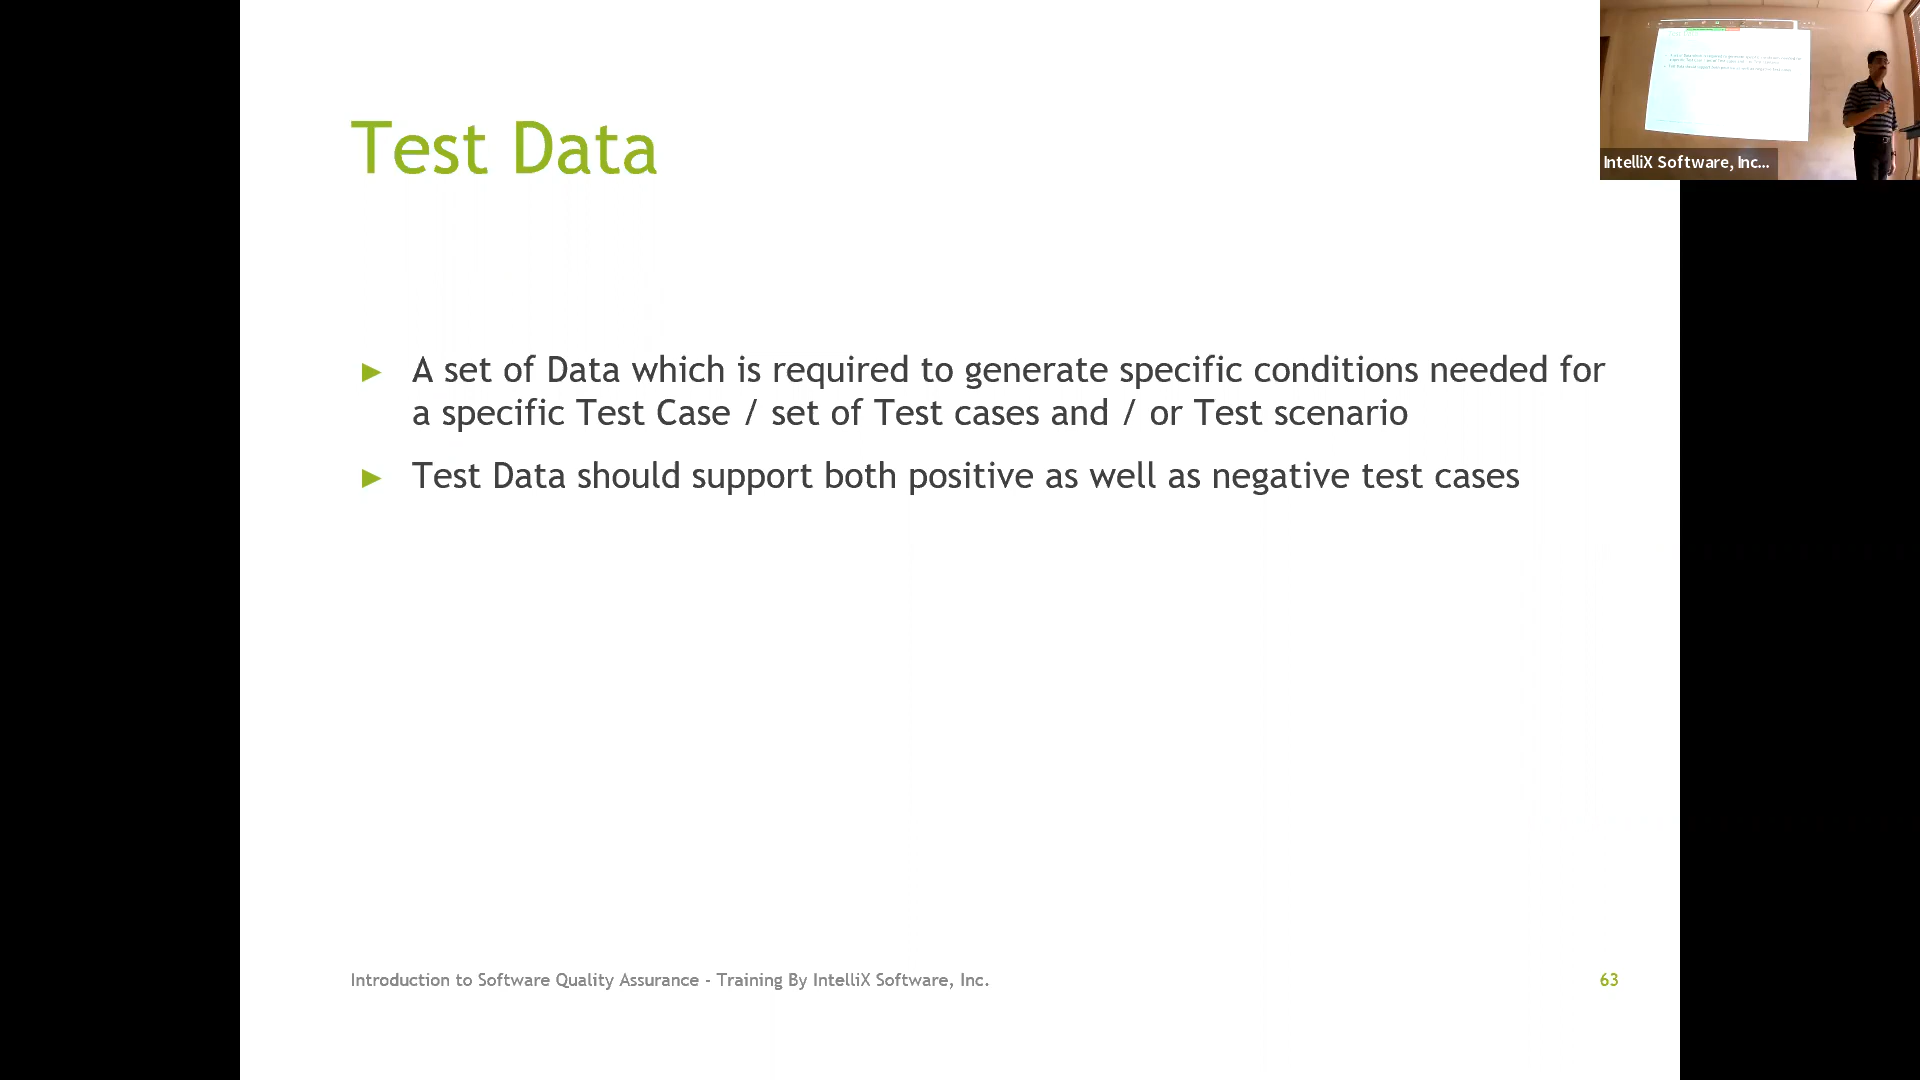 Test Data
► A set of Data which is required to generate specific conditions needed for
a specific Test Case / set of Test cases and / or Test scenario
► Test Data should support both positive as well as negative test cases
Introduction to Software Quality Assurance - Training By IntelliX Software, Inc.
63
IntelliX Software, Inc...